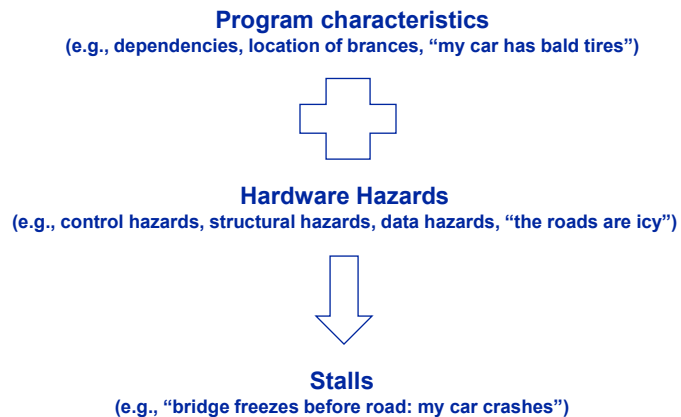 Program characteristics
(e.g., dependencies, location of brances, “my car has bald tires”)
Hardware Hazards
(e.g., control hazards, structural hazards, data hazards, “the roads are icy”)
Stalls
(e.g., “bridge freezes before road: my car crashes”)